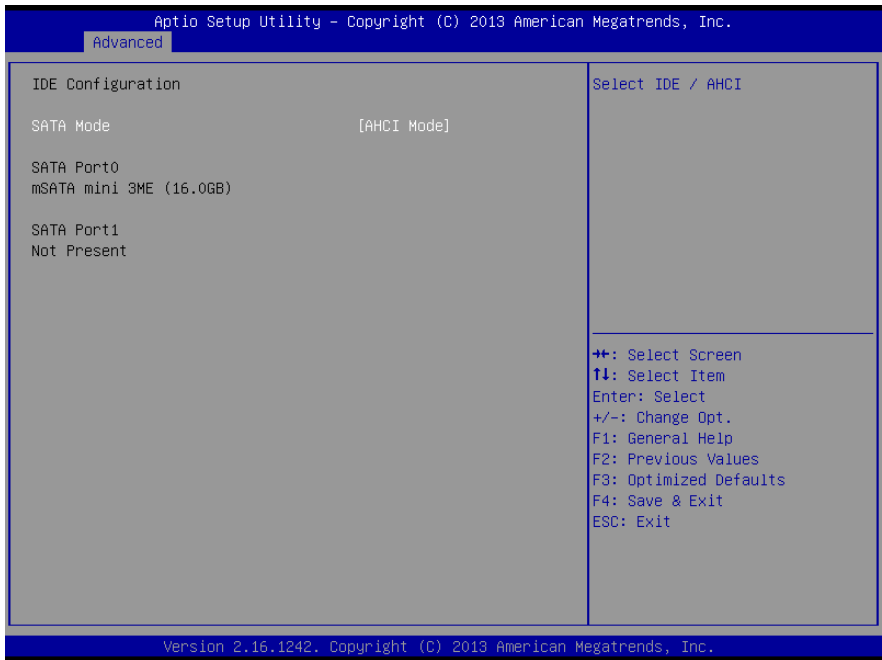 Aptio Setup Utility – Copyright (C) 2013 American Megatrends, Inc.
Advanced
IDE Configuration
SATA Mode [AHCI Mode]
SATA Port0
mSATA mini 3ME (16.0GB)
SATA Port1
Not Present
Select IDE / AHCI
→←: Select Screen
↑↓: Select Item
Enter: Select
+/-: Change Opt.
F1: General Help
F2: Previous Values
F3: Optimized Defaults
F4: Save & Exit
ESC: Exit
Version 2.16.1242. Copyright (C) 2013 American Megatrends, Inc.